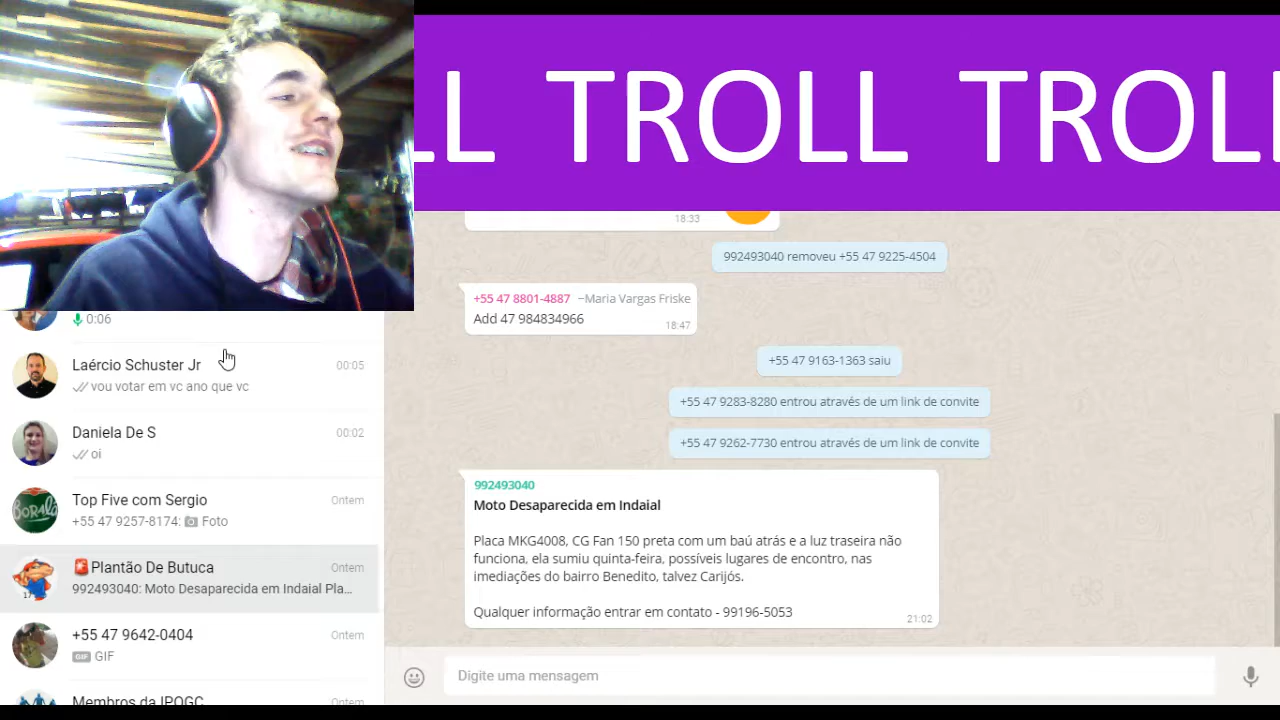 LL TROLL TROLL
0:06
Laércio Schuster Jr 00:05
vou votar em vc ano que vc
Daniela De S 00:02
oi
Top Five com Sergio Ontem
+55 47 9257-8174: Foto
Plantão De Butuca Ontem
992493040: Moto Desaparecida em Indaial Pla...
+55 47 9642-0404 Ontem
GIF GIF
Membros da IPOGC
18:33
992493040 removeu +55 47 9225-4504
+55 47 8801-4887 ~Maria Vargas Friske
Add 47 984834966 18:47
+55 47 9163-1363 saiu
+55 47 9283-8280 entrou através de um link de convite
+55 47 9262-7730 entrou através de um link de convite
992493040
Moto Desaparecida em Indaial
Placa MKG4008, CG Fan 150 preta com um baú atrás e a luz traseira não
funciona, ela sumiu quinta-feira, possíveis lugares de encontro, nas
imediações do bairro Benedito, talvez Carijós.
Qualquer informação entrar em contato - 99196-5053
21:02
Digite uma mensagem